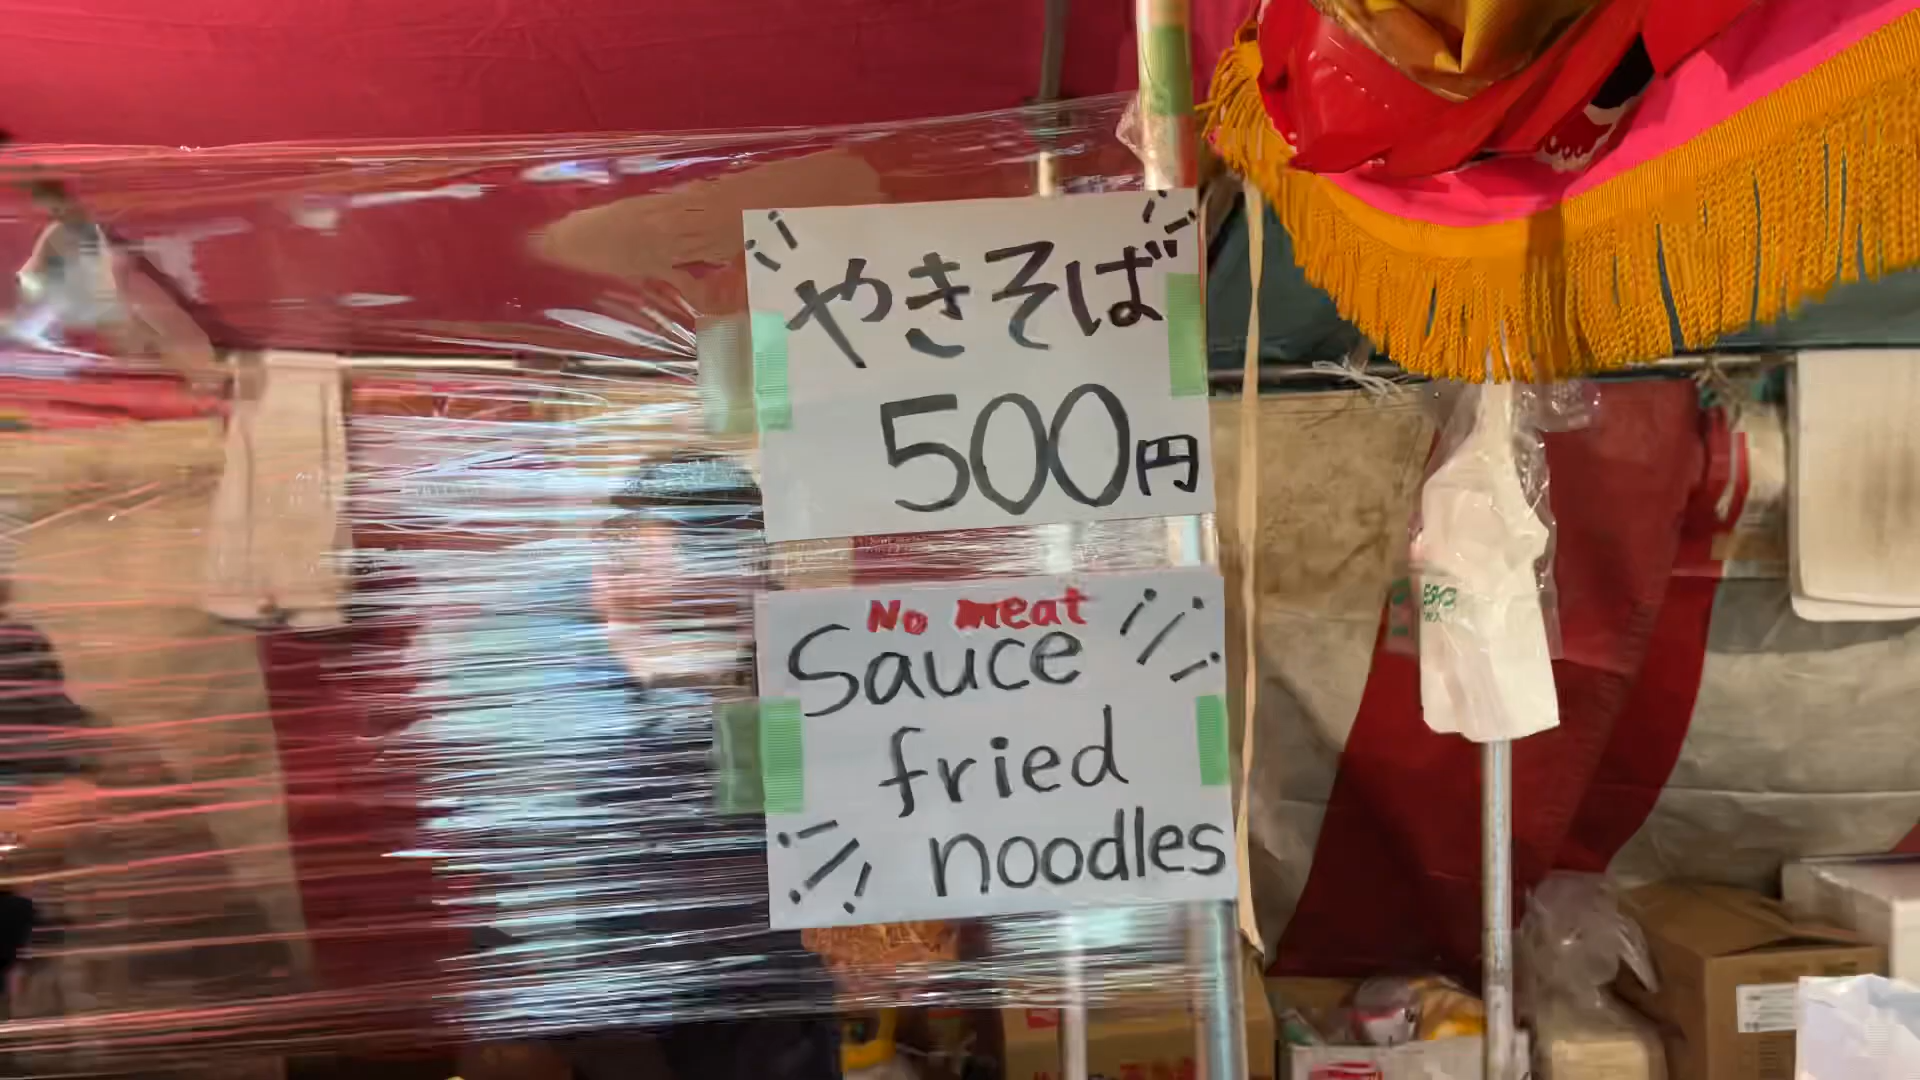 やきそば
500円
No meat
Sauce
fried
noodles